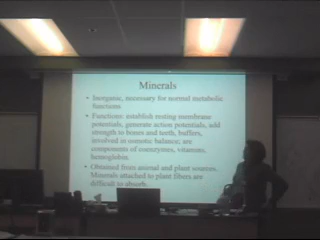 Minerals
• Inorganic, necessary for normal metabolic
functions
• Functions: establish resting membrane
potentials, generate action potentials, add
strength to bones and teeth, buffers,
involved in osmotic balance; are
components of coenzymes, vitamins,
hemoglobin.
• Obtained from animal and plant sources.
Minerals attached to plant fibers are
difficult to absorb.